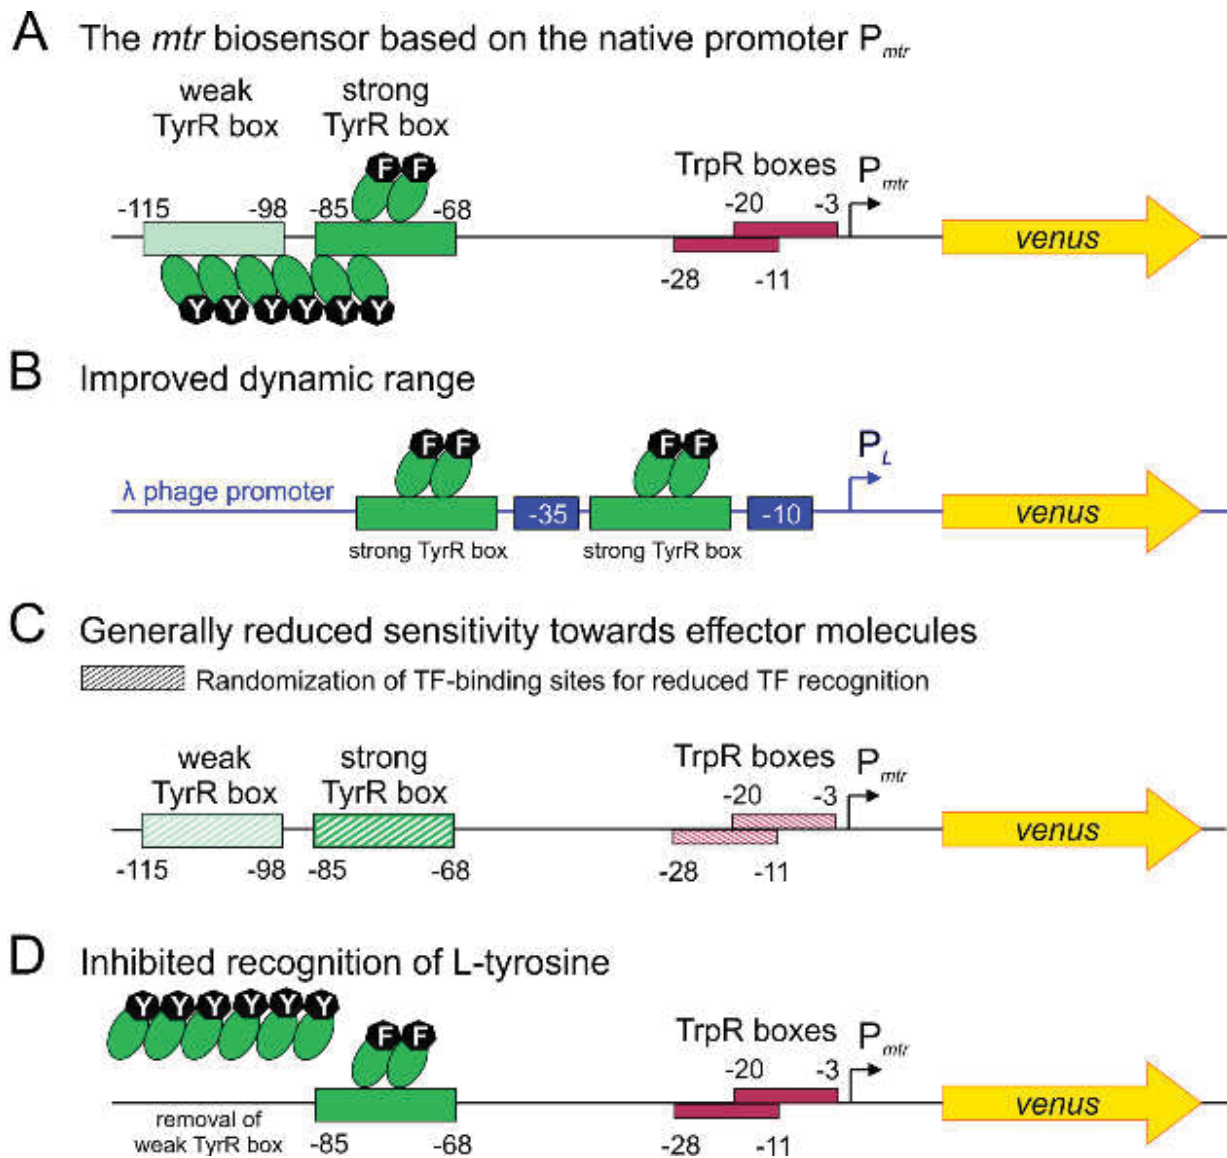 A The mtr biosensor based on the native promoter Pmtr
weak TyrR box
strong TyrR box
F F
TrpR boxes
Pmtr
-115 -98 -85 -68 -20 -3
venus
-28 -11
Y Y Y Y Y Y
B Improved dynamic range
F F F F
PL
λ phage promoter
-35 -10
venus
strong TyrR box strong TyrR box
C Generally reduced sensitivity towards effector molecules
Randomization of TF-binding sites for reduced TF recognition
weak TyrR box
strong TyrR box
TrpR boxes
Pmtr
-20 -3
venus
-115 -98 -85 -68 -28 -11
D Inhibited recognition of L-tyrosine
Y Y Y Y Y Y
F F
TrpR boxes
Pmtr
-20 -3
venus
removal of
weak TyrR box
-85 -68 -28 -11